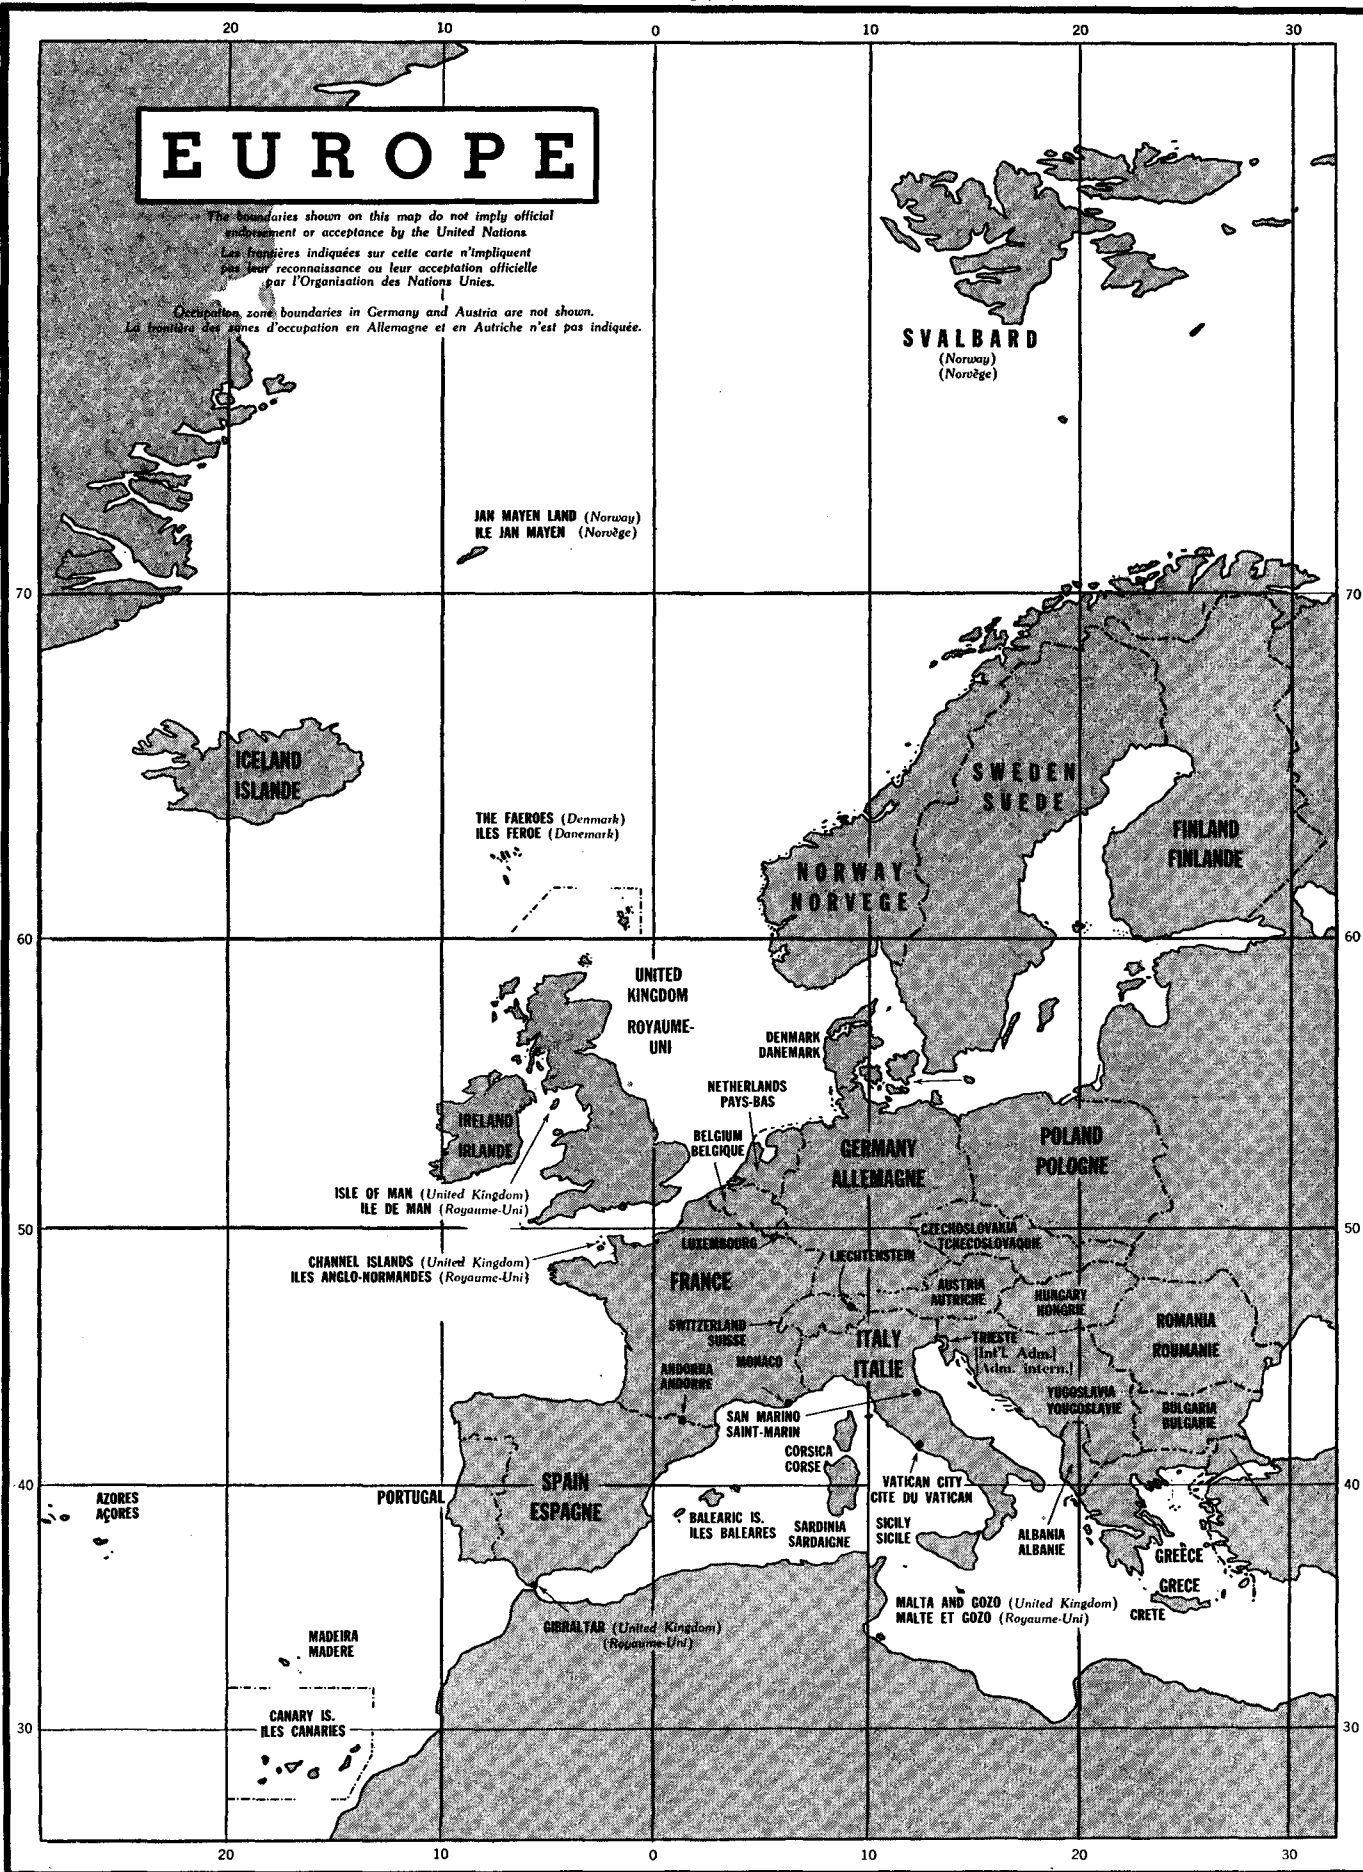 20 10 0 10 20 30
EUROPE
The boundaries shown on this map do not imply official
endorsement or acceptance by the United Nations
Les frontières indiquées sur cette carte n'impliquent
pas leur reconnaissance ou leur acceptation officielle
par l'Organisation des Nations Unies.
Occupation zone boundaries in Germany and Austria are not shown.
La frontière des zones d'occupation en Allemagne et en Autriche n'est pas indiquée.
SVALBARD
(Norway)
(Norvège)
JAN MAYEN LAND (Norway)
ILE JAN MAYEN (Norvège)
70 70
ICELAND
ISLANDE
SWEDEN
SUEDE
THE FAEROES (Denmark)
ILES FEROE (Danemark)
FINLAND
FINLANDE
NORWAY
NORVEGE
60 60
UNITED
KINGDOM
ROYAUME-
UNI
DENMARK
DANEMARK
NETHERLANDS
PAYS-BAS
IRELAND
IRLANDE
BELGIUM
BELGIQUE
GERMANY
ALLEMAGNE
POLAND
POLOGNE
ISLE OF MAN (United Kingdom)
ILE DE MAN (Royaume-Uni)
50 50
CZECHOSLOVAKIA
TCHECOSLOVAQUIE
LUXEMBOURG
LIECHTENSTEIN
CHANNEL ISLANDS (United Kingdom)
ILES ANGLO-NORMANDES (Royaume-Uni)
FRANCE
AUSTRIA
AUTRICHE
HUNGARY
HONGRIE
ROMANIA
ROUMANIE
SWITZERLAND
SUISSE
ITALY
ITALIE
TRIESTE
[Int'l. Adm.]
[Adm. intern.]
ANDORRA
ANDORRE
MONACO
YUGOSLAVIA
YOUGOSLAVIE
BULGARIA
BULGARIE
SAN MARINO
SAINT-MARIN
CORSICA
CORSE
40 40
SPAIN
ESPAGNE
PORTUGAL
AZORES
AÇORES
VATICAN CITY
CITE DU VATICAN
BALEARIC IS.
ILES BALEARES
SARDINIA
SARDAIGNE
SICILY
SICILE
ALBANIA
ALBANIE
GREECE
GRECE
CRETE
MALTA AND GOZO (United Kingdom)
MALTE ET GOZO (Royaume-Uni)
GIBRALTAR (United Kingdom)
(Royaume-Uni)
MADEIRA
MADERE
CANARY IS.
ILES CANARIES
30 30
20 10 0 10 20 30